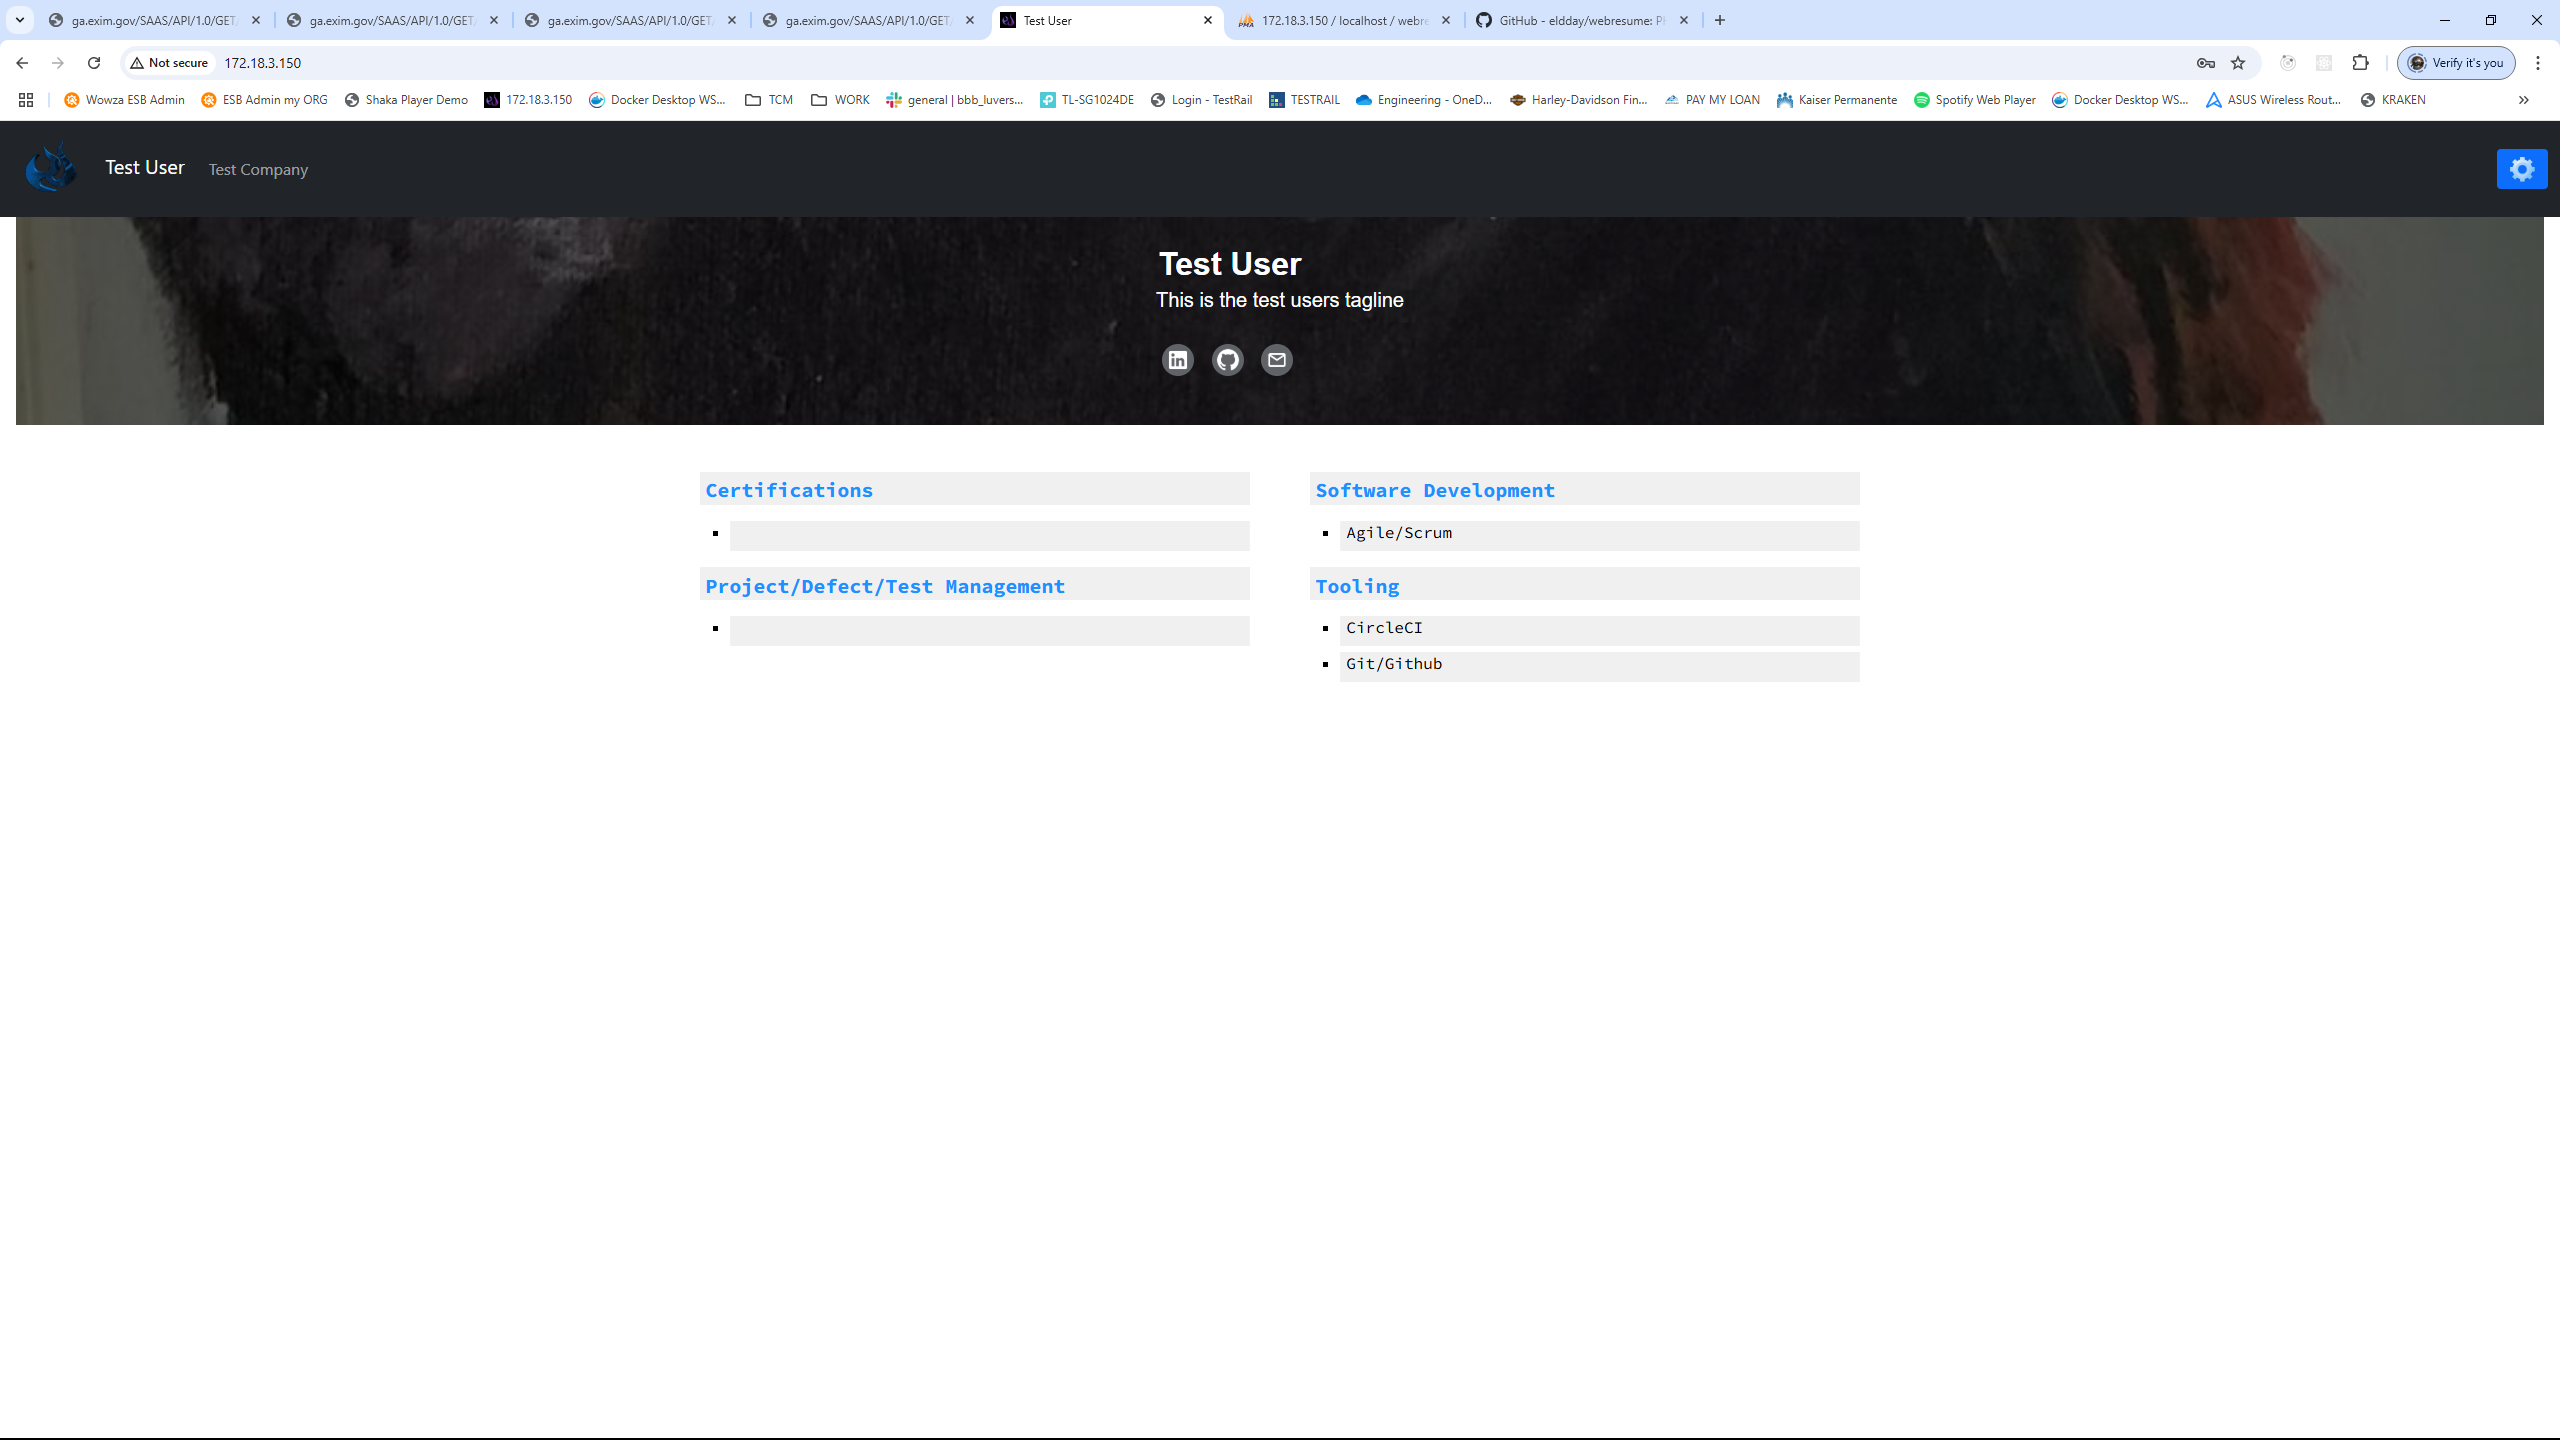 ga.exim.gov/SAAS/API/1.0/GET/ ga.exim.gov/SAAS/API/1.0/GET/ ga.exim.gov/SAAS/API/1.0/GET/ ga.exim.gov/SAAS/API/1.0/GET/ Test User 172.18.3.150 / localhost / webre GitHub - eldday/webresume: PH
Not secure 172.18.3.150 Verify it's you
Wowza ESB Admin ESB Admin my ORG Shaka Player Demo 172.18.3.150 Docker Desktop WS... TCM WORK general | bbb_luvers... TL-SG1024DE Login - TestRail TESTRAIL Engineering - OneD... Harley-Davidson Fin... PAY MY LOAN Kaiser Permanente Spotify Web Player Docker Desktop WS... ASUS Wireless Rout... KRAKEN
Test User Test Company
Test User
This is the test users tagline
Certifications
Project/Defect/Test Management
Software Development
Agile/Scrum
Tooling
CircleCI
Git/Github